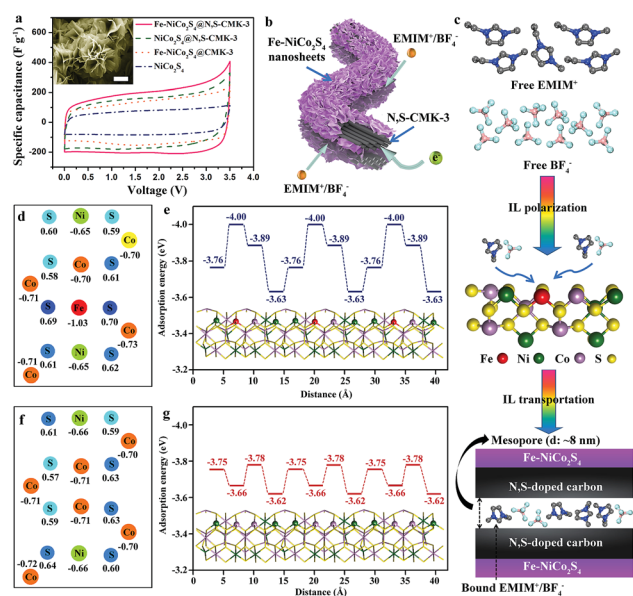 a
Fe-NiCo₂S₄@N,S-CMK-3
NiCo₂S₄@N,S-CMK-3
Fe-NiCo₂S₄@CMK-3
NiCo₂S₄
Specific capacitance (F g⁻¹)
600
400
200
0
-200
0.0 0.5 1.0 1.5 2.0 2.5 3.0 3.5
Voltage (V)
b
EMIM⁺/BF₄⁻
Fe-NiCo₂S₄
nanosheets
N,S-CMK-3
e⁻
EMIM⁺/BF₄⁻
c
Free EMIM⁺
Free BF₄⁻
IL polarization
Fe Ni Co S
IL transportation
Mesopore (d: ~8 nm)
Fe-NiCo₂S₄
N,S-doped carbon
N,S-doped carbon
Fe-NiCo₂S₄
Bound EMIM⁺/BF₄⁻
d
S Ni S
0.60 -0.65 0.59
Co
-0.70
S Co S
0.58 -0.70 0.61
Co
-0.71
S Fe S
0.69 -1.03 0.70
Co
-0.73
S Ni S
0.61 -0.65 0.62
-0.71
Co
e
Adsorption energy (eV)
-4.0
-3.8
-3.6
-3.4
-3.2
-4.00 -4.00 -4.00
-3.89 -3.89 -3.89
-3.76 -3.76 -3.76
-3.63 -3.63 -3.63
0 5 10 15 20 25 30 35 40
Distance (Å)
f
S Ni S
0.61 -0.66 0.59
Co
-0.70
S Co S
0.57 -0.71 0.63
Co
-0.71
S Co S
0.59 -0.71 0.63
Co
-0.70
S Ni S
0.64 -0.66 0.60
-0.72
Co
g
Adsorption energy (eV)
-4.0
-3.8
-3.6
-3.4
-3.2
-3.75 -3.78 -3.75 -3.78 -3.75 -3.78
-3.66 -3.62 -3.66 -3.62 -3.66 -3.62
0 5 10 15 20 25 30 35 40
Distance (Å)